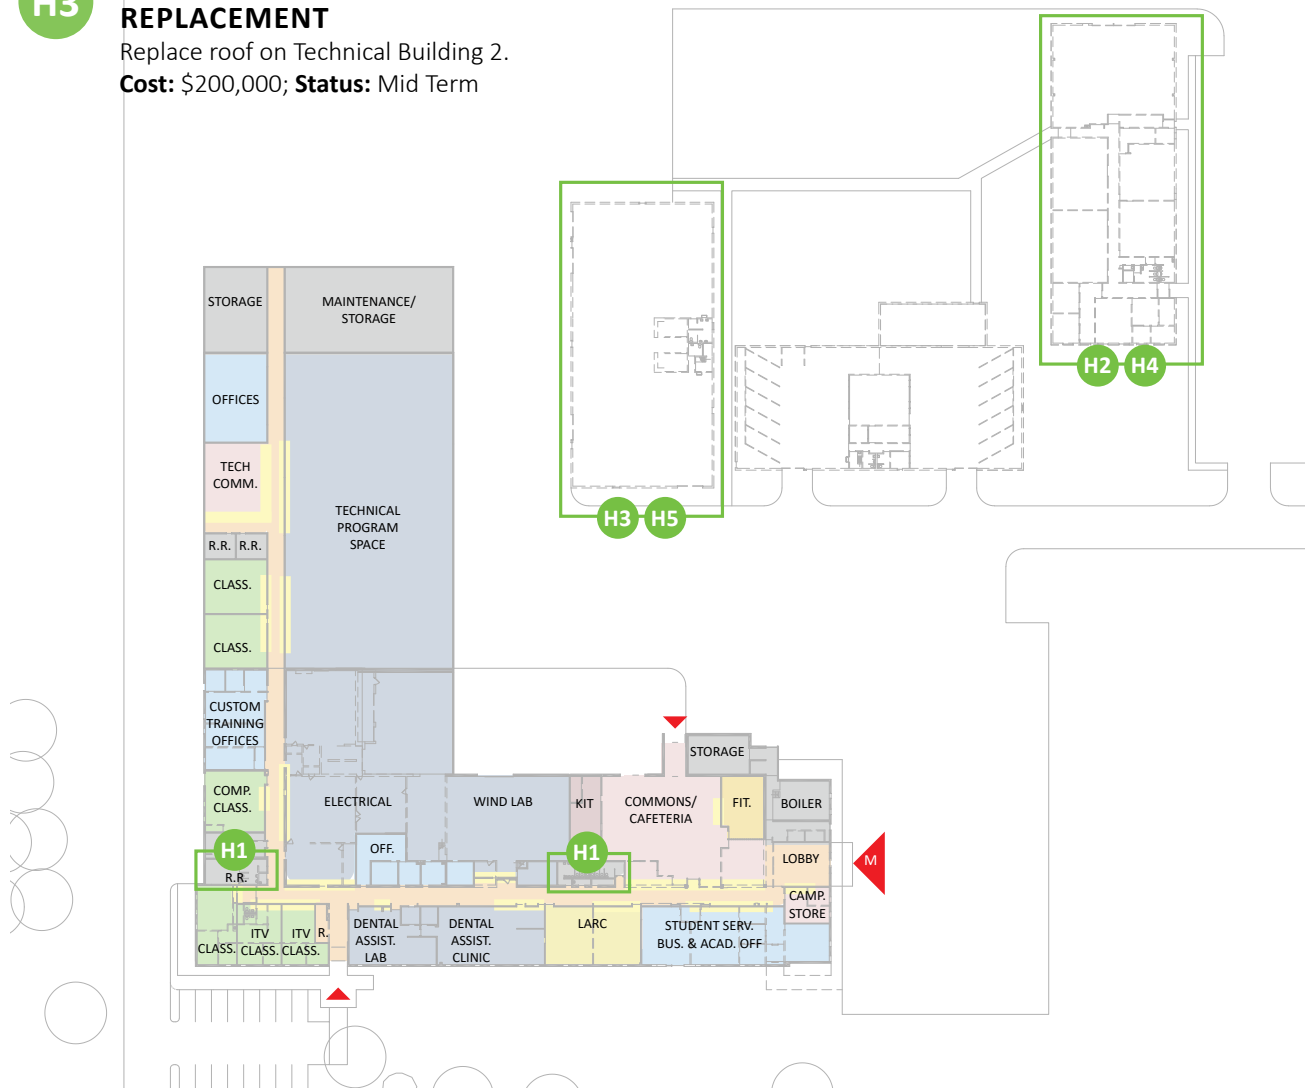 H3
REPLACEMENT
Replace roof on Technical Building 2.
Cost: $200,000; Status: Mid Term
H2 H4
H3 H5
STORAGE
MAINTENANCE/
STORAGE
OFFICES
TECH
COMM.
TECHNICAL
PROGRAM
SPACE
R.R. R.R.
CLASS.
CLASS.
CUSTOM
TRAINING
OFFICES
STORAGE
COMP.
CLASS.
ELECTRICAL
WIND LAB
KIT
COMMONS/
CAFETERIA
FIT.
BOILER
OFF.
H1
R.R.
H1
LOBBY
M
CAMP.
STORE
CLASS.
ITV
CLASS.
ITV
CLASS.
R.
DENTAL
ASSIST.
LAB
DENTAL
ASSIST.
CLINIC
LARC
STUDENT SERV.
BUS. & ACAD. OFF